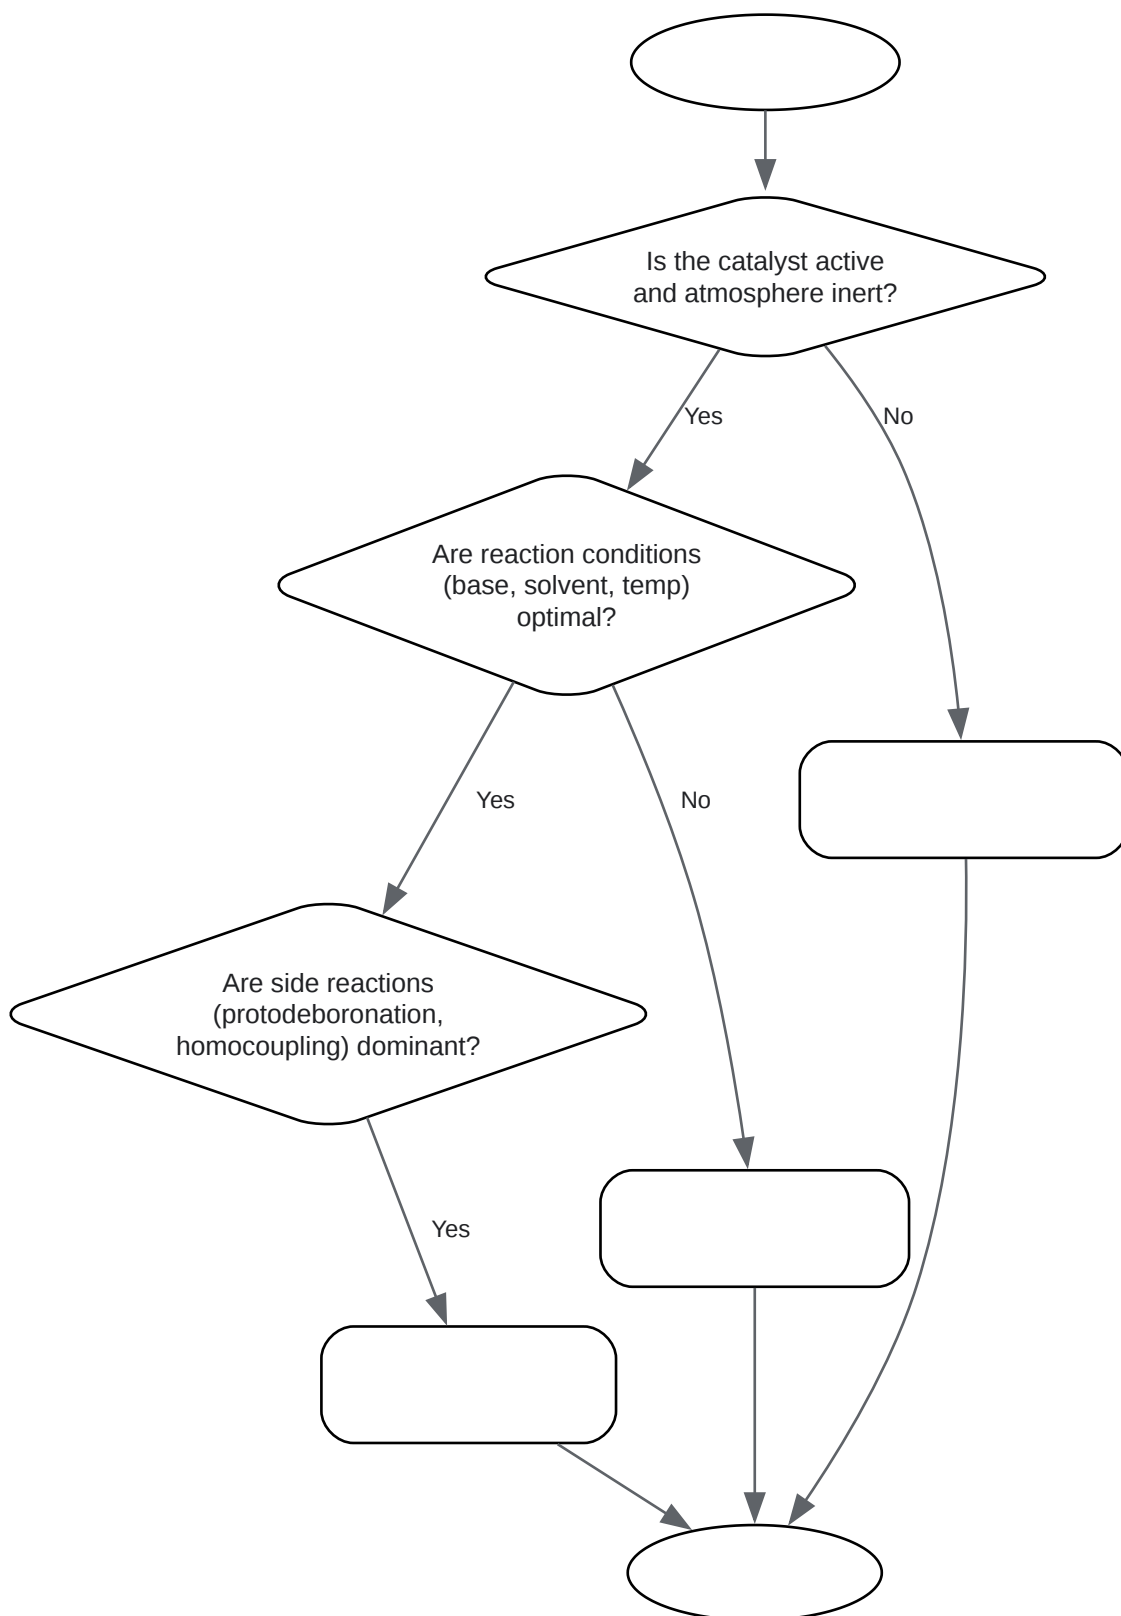 Is the catalyst active
and atmosphere inert?
Yes
No
Are reaction conditions
(base, solvent, temp)
optimal?
Yes
No
Are side reactions
(protodeboronation,
homocoupling) dominant?
Yes